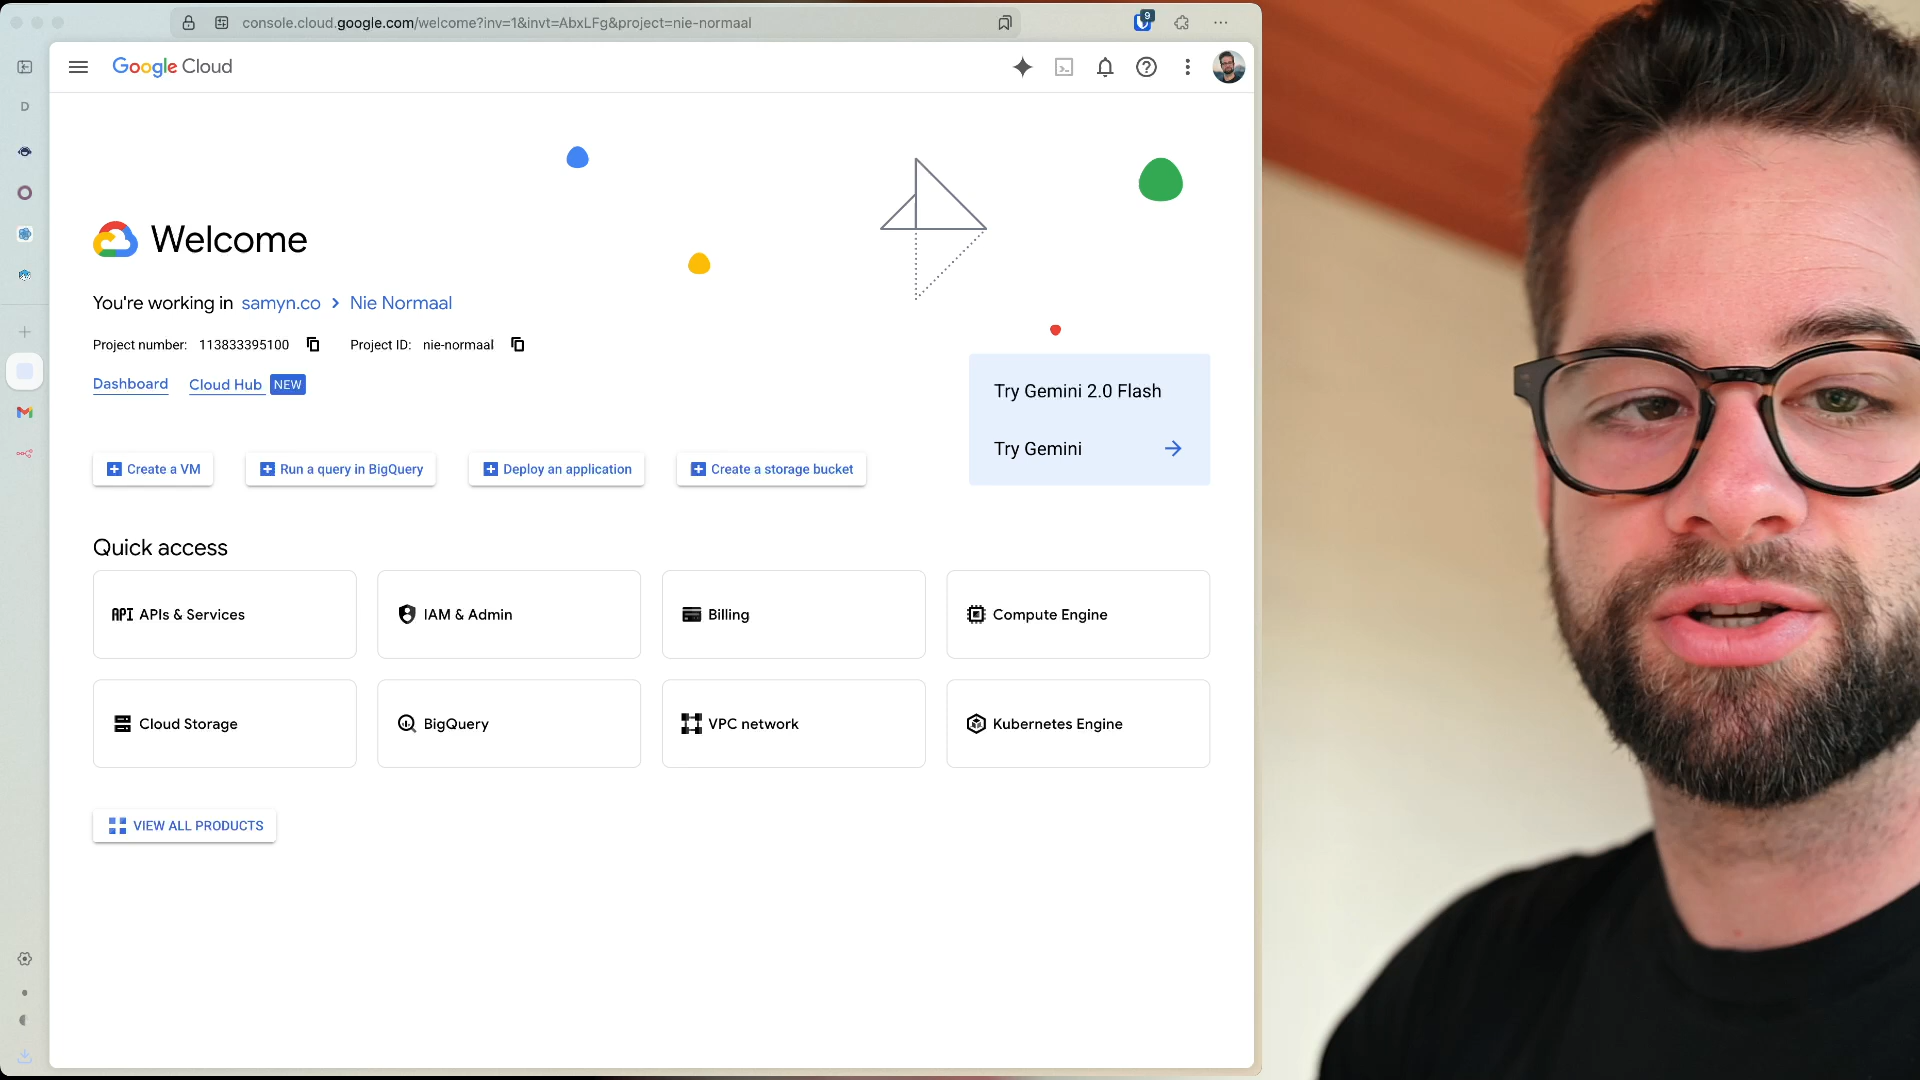 console.cloud.google.com/welcome?inv=1&invt=AbxLFg&project=nie-normaal
9
Google Cloud
D
Welcome
You're working in samyn.co > Nie Normaal
Project number: 113833395100 Project ID: nie-normaal
Dashboard Cloud Hub NEW
Try Gemini 2.0 Flash
Try Gemini
Create a VM
Run a query in BigQuery
Deploy an application
Create a storage bucket
Quick access
API APIs & Services
IAM & Admin
Billing
Compute Engine
Cloud Storage
BigQuery
VPC network
Kubernetes Engine
VIEW ALL PRODUCTS